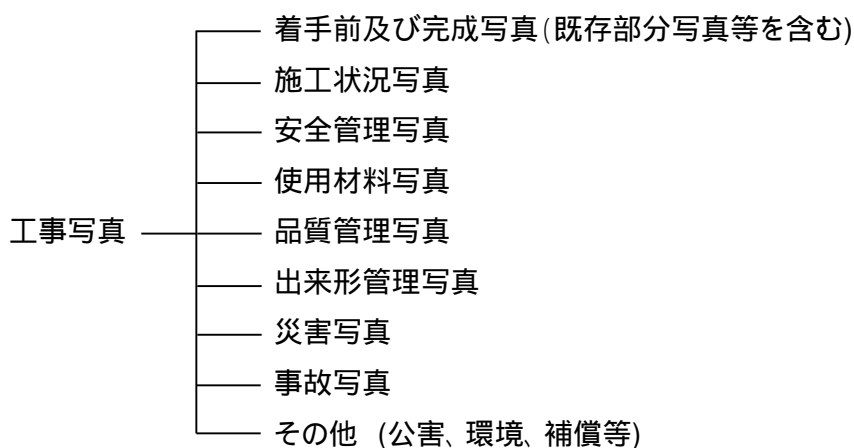 着手前及び完成写真(既存部分写真等を含む)
施工状況写真
安全管理写真
使用材料写真
工事写真
品質管理写真
出来形管理写真
災害写真
事故写真
その他 (公害、環境、補償等)